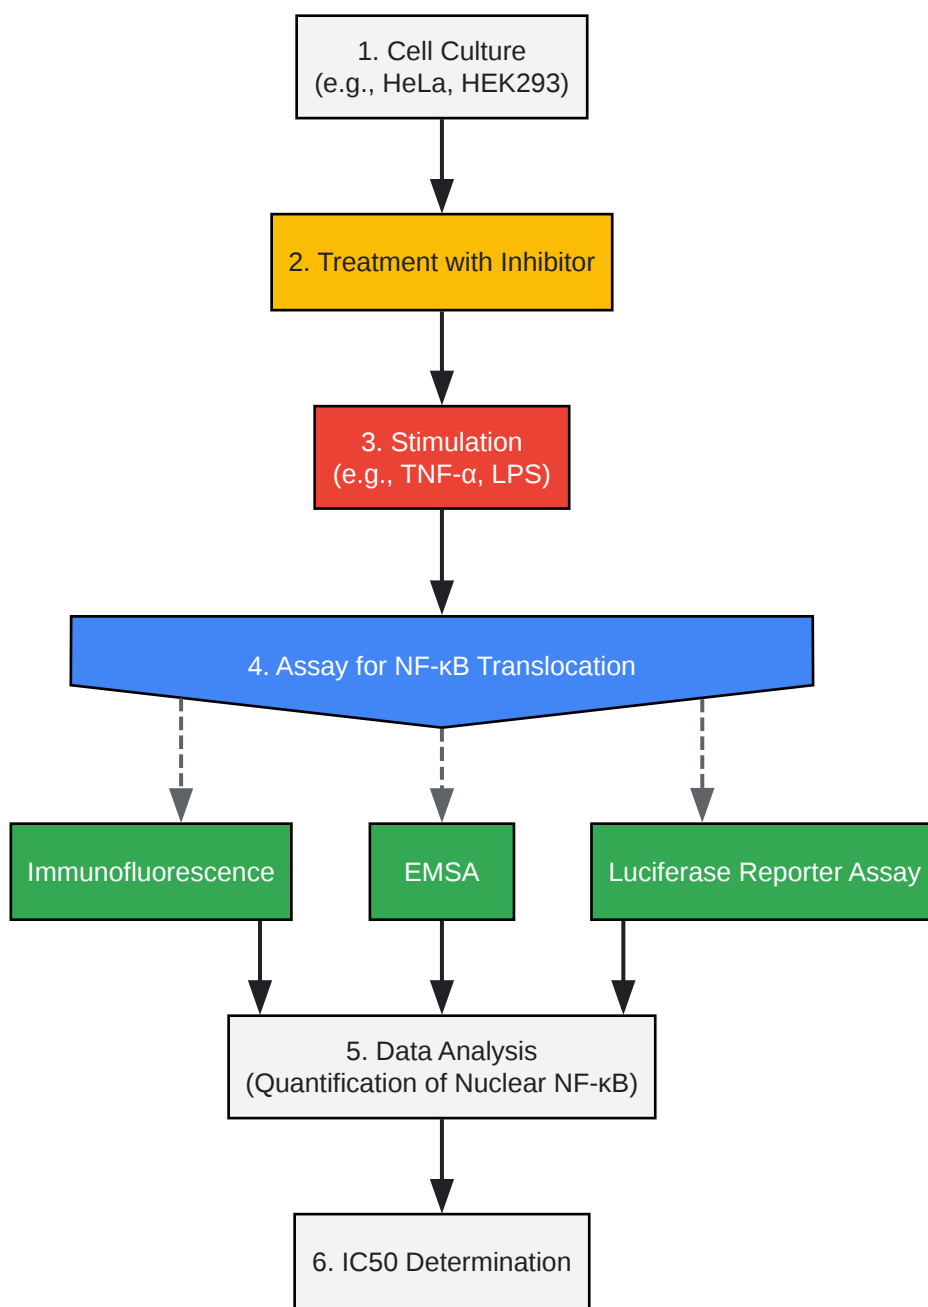 1. Cell Culture
(e.g., HeLa, HEK293)
2. Treatment with Inhibitor
3. Stimulation
(e.g., TNF-α, LPS)
4. Assay for NF-κB Translocation
Immunofluorescence
EMSA
Luciferase Reporter Assay
5. Data Analysis
(Quantification of Nuclear NF-κB)
6. IC50 Determination